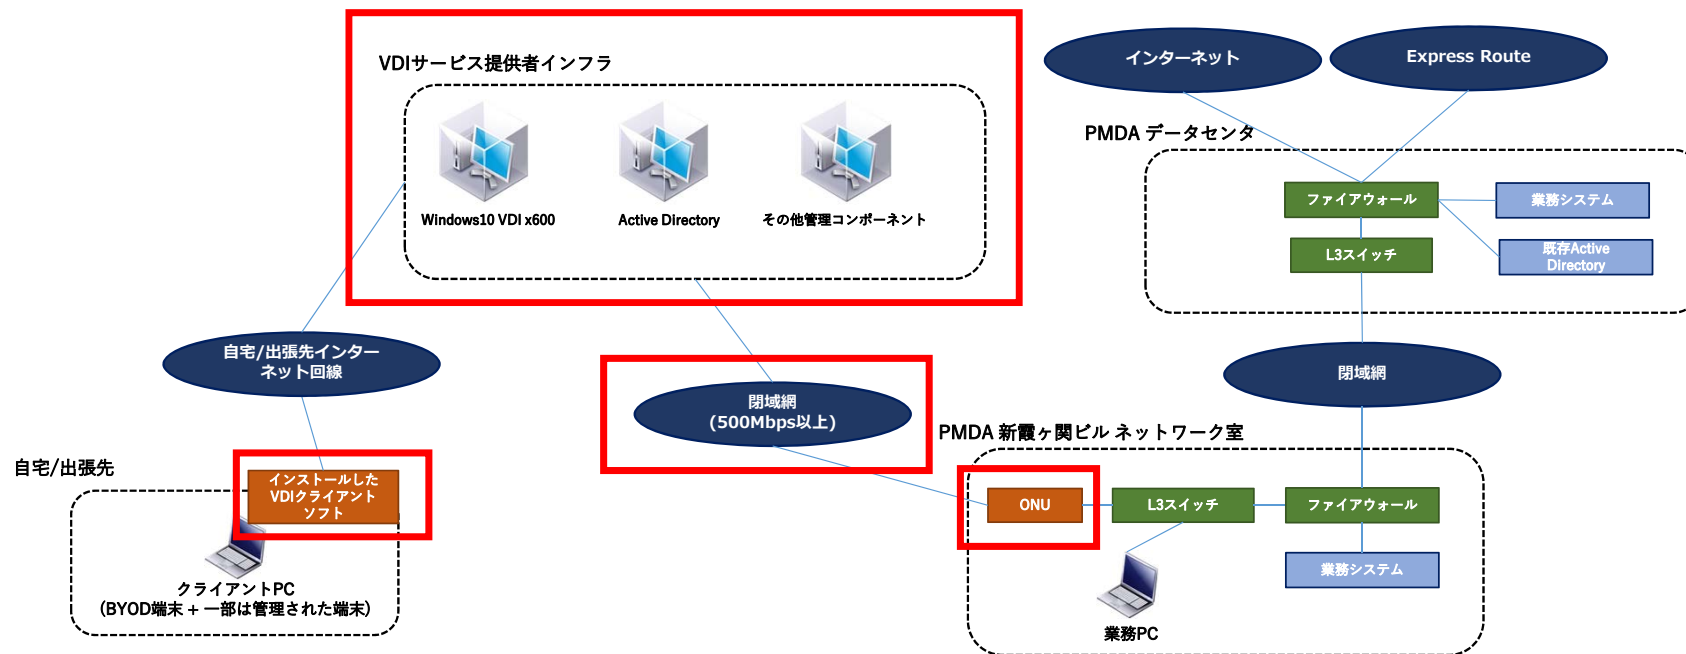 VDIサービス提供者インフラ
Windows10 VDI x600
Active Directory
その他管理コンポーネント
インターネット
Express Route
PMDA データセンタ
ファイアウォール
業務システム
L3スイッチ
既存Active
Directory
自宅/出張先インター
ネット回線
閉域網
(500Mbps以上)
閉域網
自宅/出張先
インストールした
VDIクライアント
ソフト
クライアントPC
(BYOD端末 + 一部は管理された端末)
PMDA 新霞ヶ関ビル ネットワーク室
ONU
L3スイッチ
ファイアウォール
業務システム
業務PC